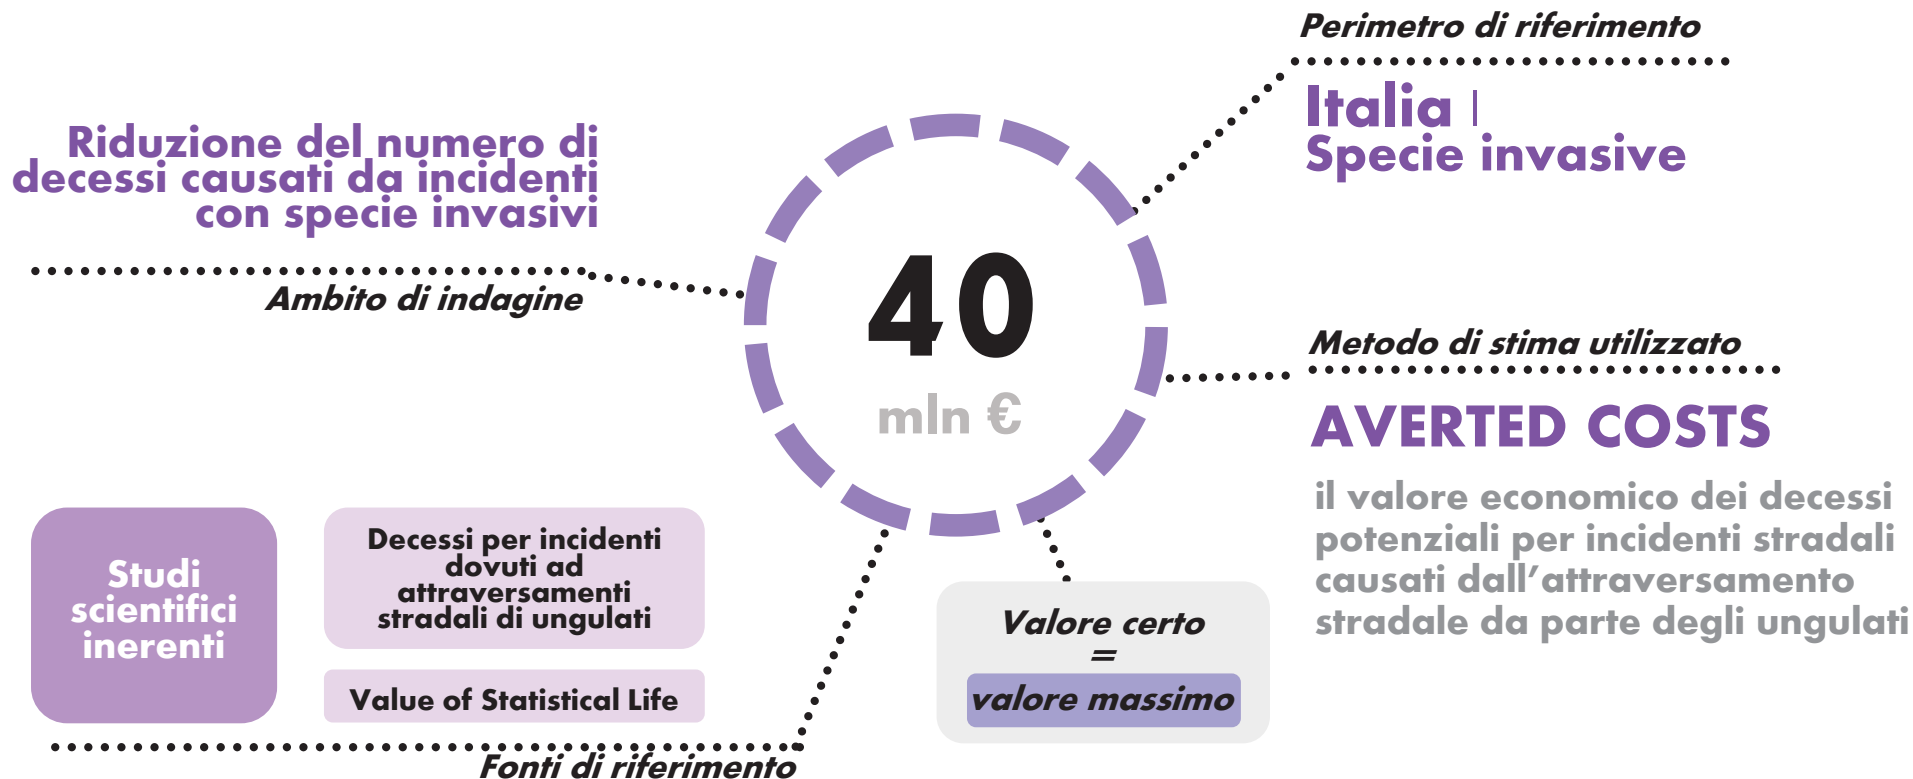 Perimetro di riferimento
Italia |
Specie invasive
Riduzione del numero di
decessi causati da incidenti
con specie invasivi
Ambito di indagine
40
mln €
Metodo di stima utilizzato
AVERTED COSTS
il valore economico dei decessi
potenziali per incidenti stradali
causati dall’attraversamento
stradale da parte degli ungulati
Studi
scientifici
inerenti
Decessi per incidenti
dovuti ad
attraversamenti
stradali di ungulati
Value of Statistical Life
Fonti di riferimento
Valore certo
=
valore massimo